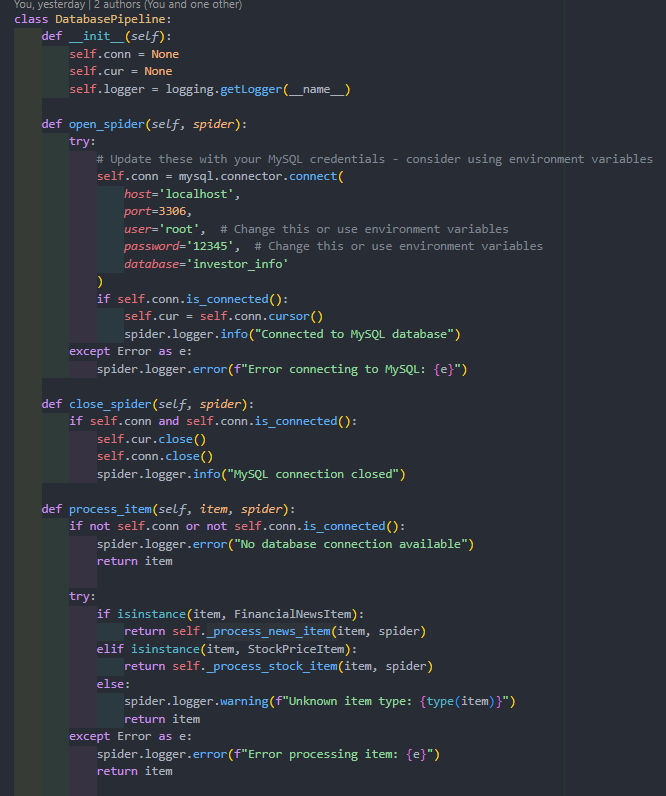 You, yesterday | 2 authors (You and one other)
class DatabasePipeline:
    def __init__(self):
        self.conn = None
        self.cur = None
        self.logger = logging.getLogger(__name__)

    def open_spider(self, spider):
        try:
            # Update these with your MySQL credentials - consider using environment variables
            self.conn = mysql.connector.connect(
                host='localhost',
                port=3306,
                user='root',  # Change this or use environment variables
                password='12345',  # Change this or use environment variables
                database='investor_info'
            )
            if self.conn.is_connected():
                self.cur = self.conn.cursor()
                spider.logger.info("Connected to MySQL database")
        except Error as e:
            spider.logger.error(f"Error connecting to MySQL: {e}")

    def close_spider(self, spider):
        if self.conn and self.conn.is_connected():
            self.cur.close()
            self.conn.close()
            spider.logger.info("MySQL connection closed")

    def process_item(self, item, spider):
        if not self.conn or not self.conn.is_connected():
            spider.logger.error("No database connection available")
            return item

        try:
            if isinstance(item, FinancialNewsItem):
                return self._process_news_item(item, spider)
            elif isinstance(item, StockPriceItem):
                return self._process_stock_item(item, spider)
            else:
                spider.logger.warning(f"Unknown item type: {type(item)}")
                return item
        except Error as e:
            spider.logger.error(f"Error processing item: {e}")
            return item